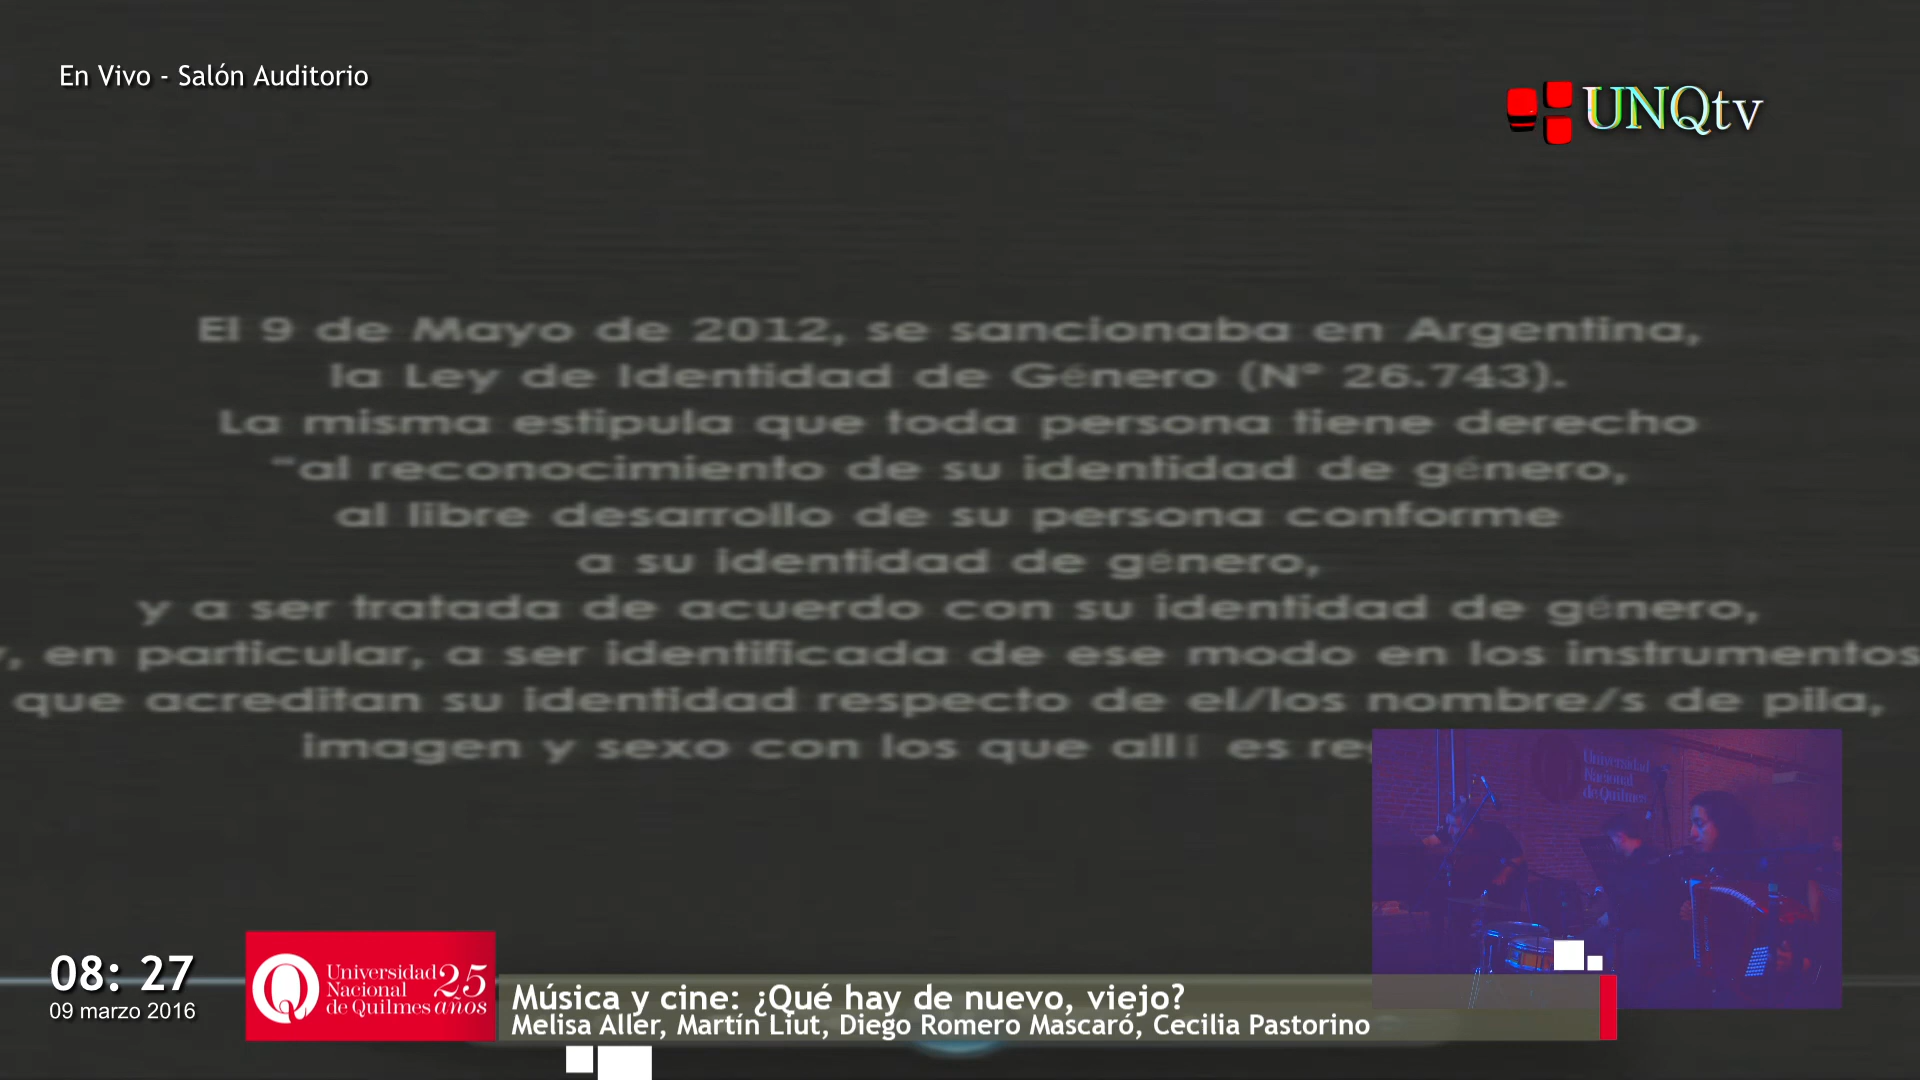 En Vivo - Salón Auditorio
UNQtv
El 9 de Mayo de 2012, se sancionaba en Argentina,
la Ley de Identidad de Género (N° 26.743).
La misma estipula que toda persona tiene derecho
"al reconocimiento de su identidad de género,
al libre desarrollo de su persona conforme
a su identidad de género,
y a ser tratada de acuerdo con su identidad de género,
y, en particular, a ser identificada de ese modo en los instrumentos
que acreditan su identidad respecto de el/los nombre/s de pila,
imagen y sexo con los que allí es
Universidad
Nacional
de Quilmes
08: 27
09 marzo 2016
Universidad
Nacional
de Quilmes
25 años
Música y cine: ¿Qué hay de nuevo, viejo?
Melisa Aller, Martín Liut, Diego Romero Mascaró, Cecilia Pastorino